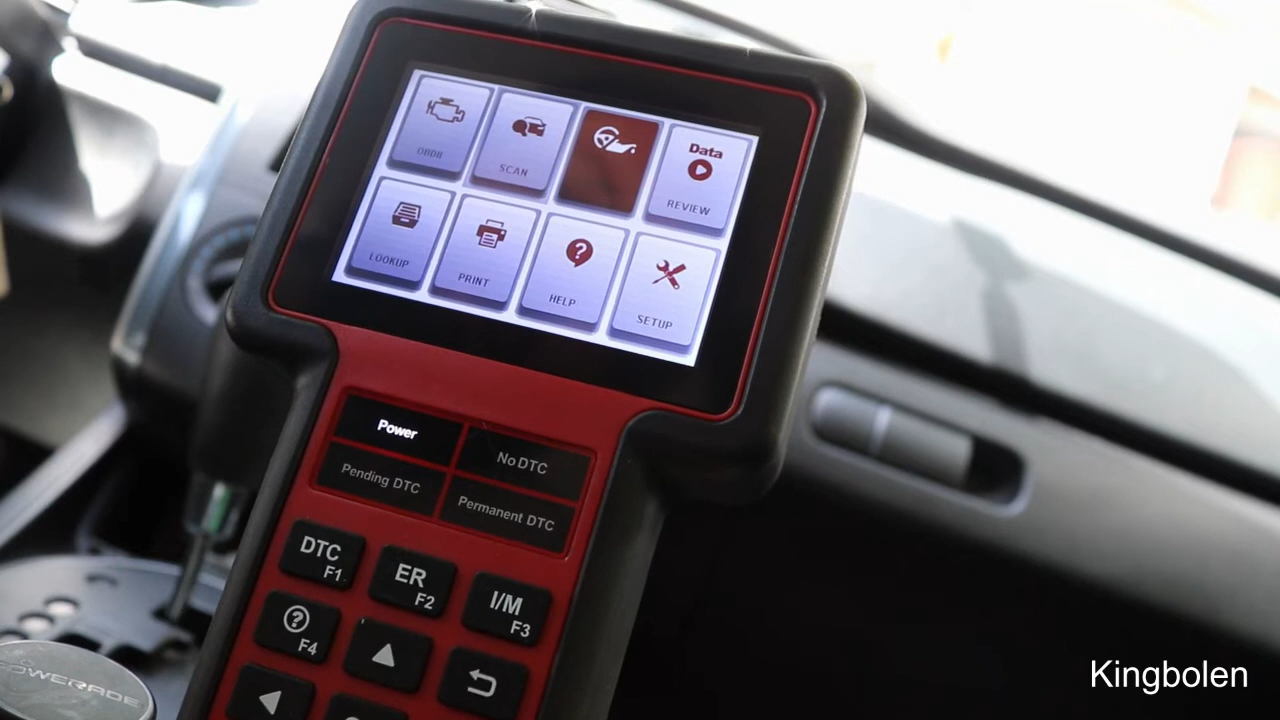 OBDII
SCAN
Data
REVIEW
LOOKUP
PRINT
HELP
SETUP
Power
No DTC
Pending DTC
Permanent DTC
DTC
F1
ER
F2
I/M
F3
?
F4
POWERADE
Kingbolen